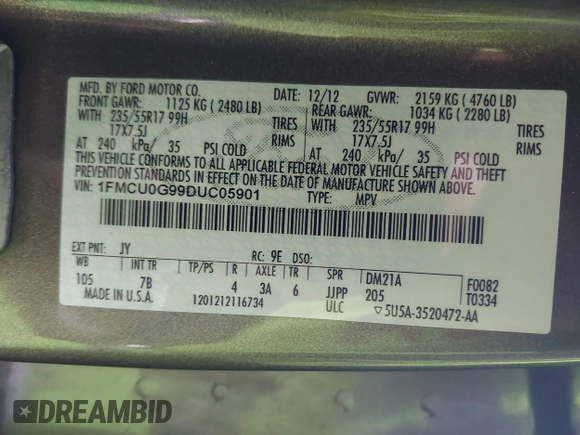 MFD. BY FORD MOTOR CO. DATE: 12/12 GVWR: 2159 KG ( 4760 LB)
FRONT GAWR: 1125 KG ( 2480 LB) REAR GAWR: 1034 KG ( 2280 LB)
WITH 235/55R17 99H TIRES WITH 235/55R17 99H TIRES
17X7.5J RIMS 17X7.5J RIMS
AT 240 kPa/ 35 PSI COLD AT 240 kPa/ 35 PSI COLD
THIS VEHICLE CONFORMS TO ALL APPLICABLE FEDERAL MOTOR VEHICLE SAFETY AND THEFT
PREVENTION STANDARDS IN EFFECT ON THE DATE OF MANUFACTURE SHOWN ABOVE.
VIN: 1FMCU0G99DUC05901 TYPE: MPV
EXT PNT: JY RC: 9E DSO:
WB INT TR TP/PS R AXLE TR SPR DM21A F0082
105 7B 4 3A 6 JJPP 205 T0334
MADE IN U.S.A. 1201212116734 ULC ▽5U5A-3520472-AA
DREAMBID